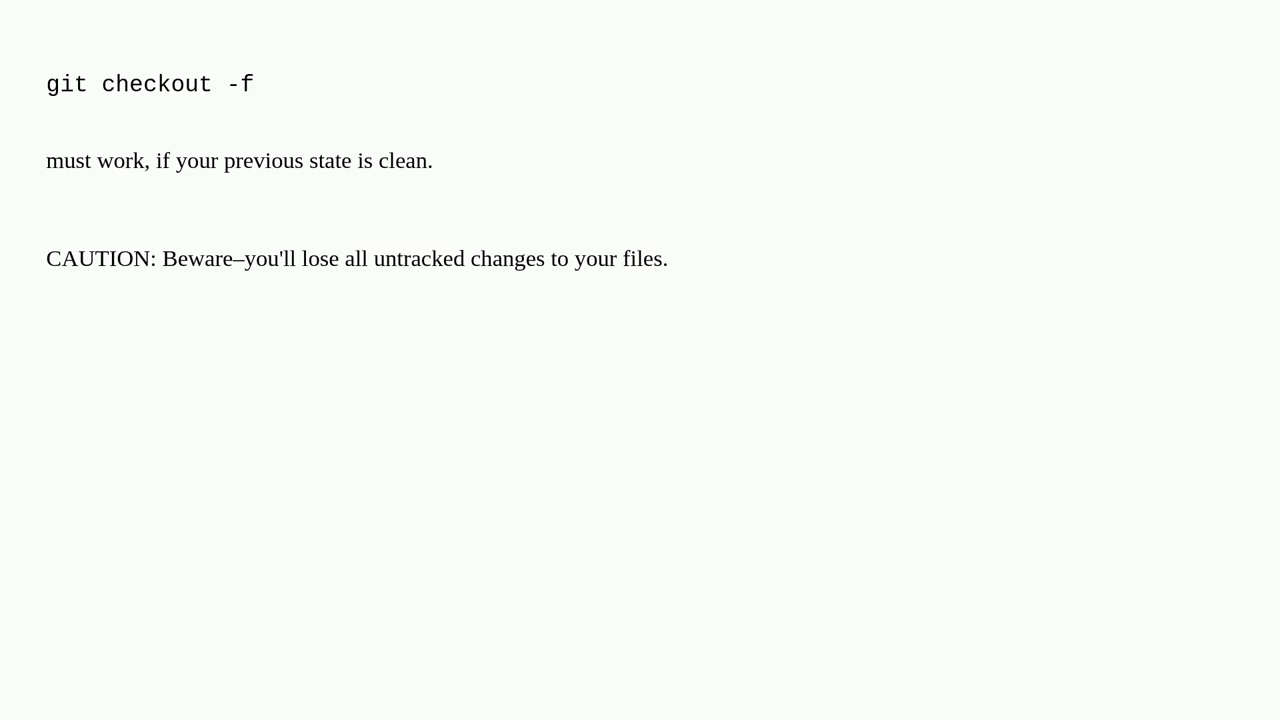 git checkout -f
must work, if your previous state is clean.
CAUTION: Beware–you'll lose all untracked changes to your files.